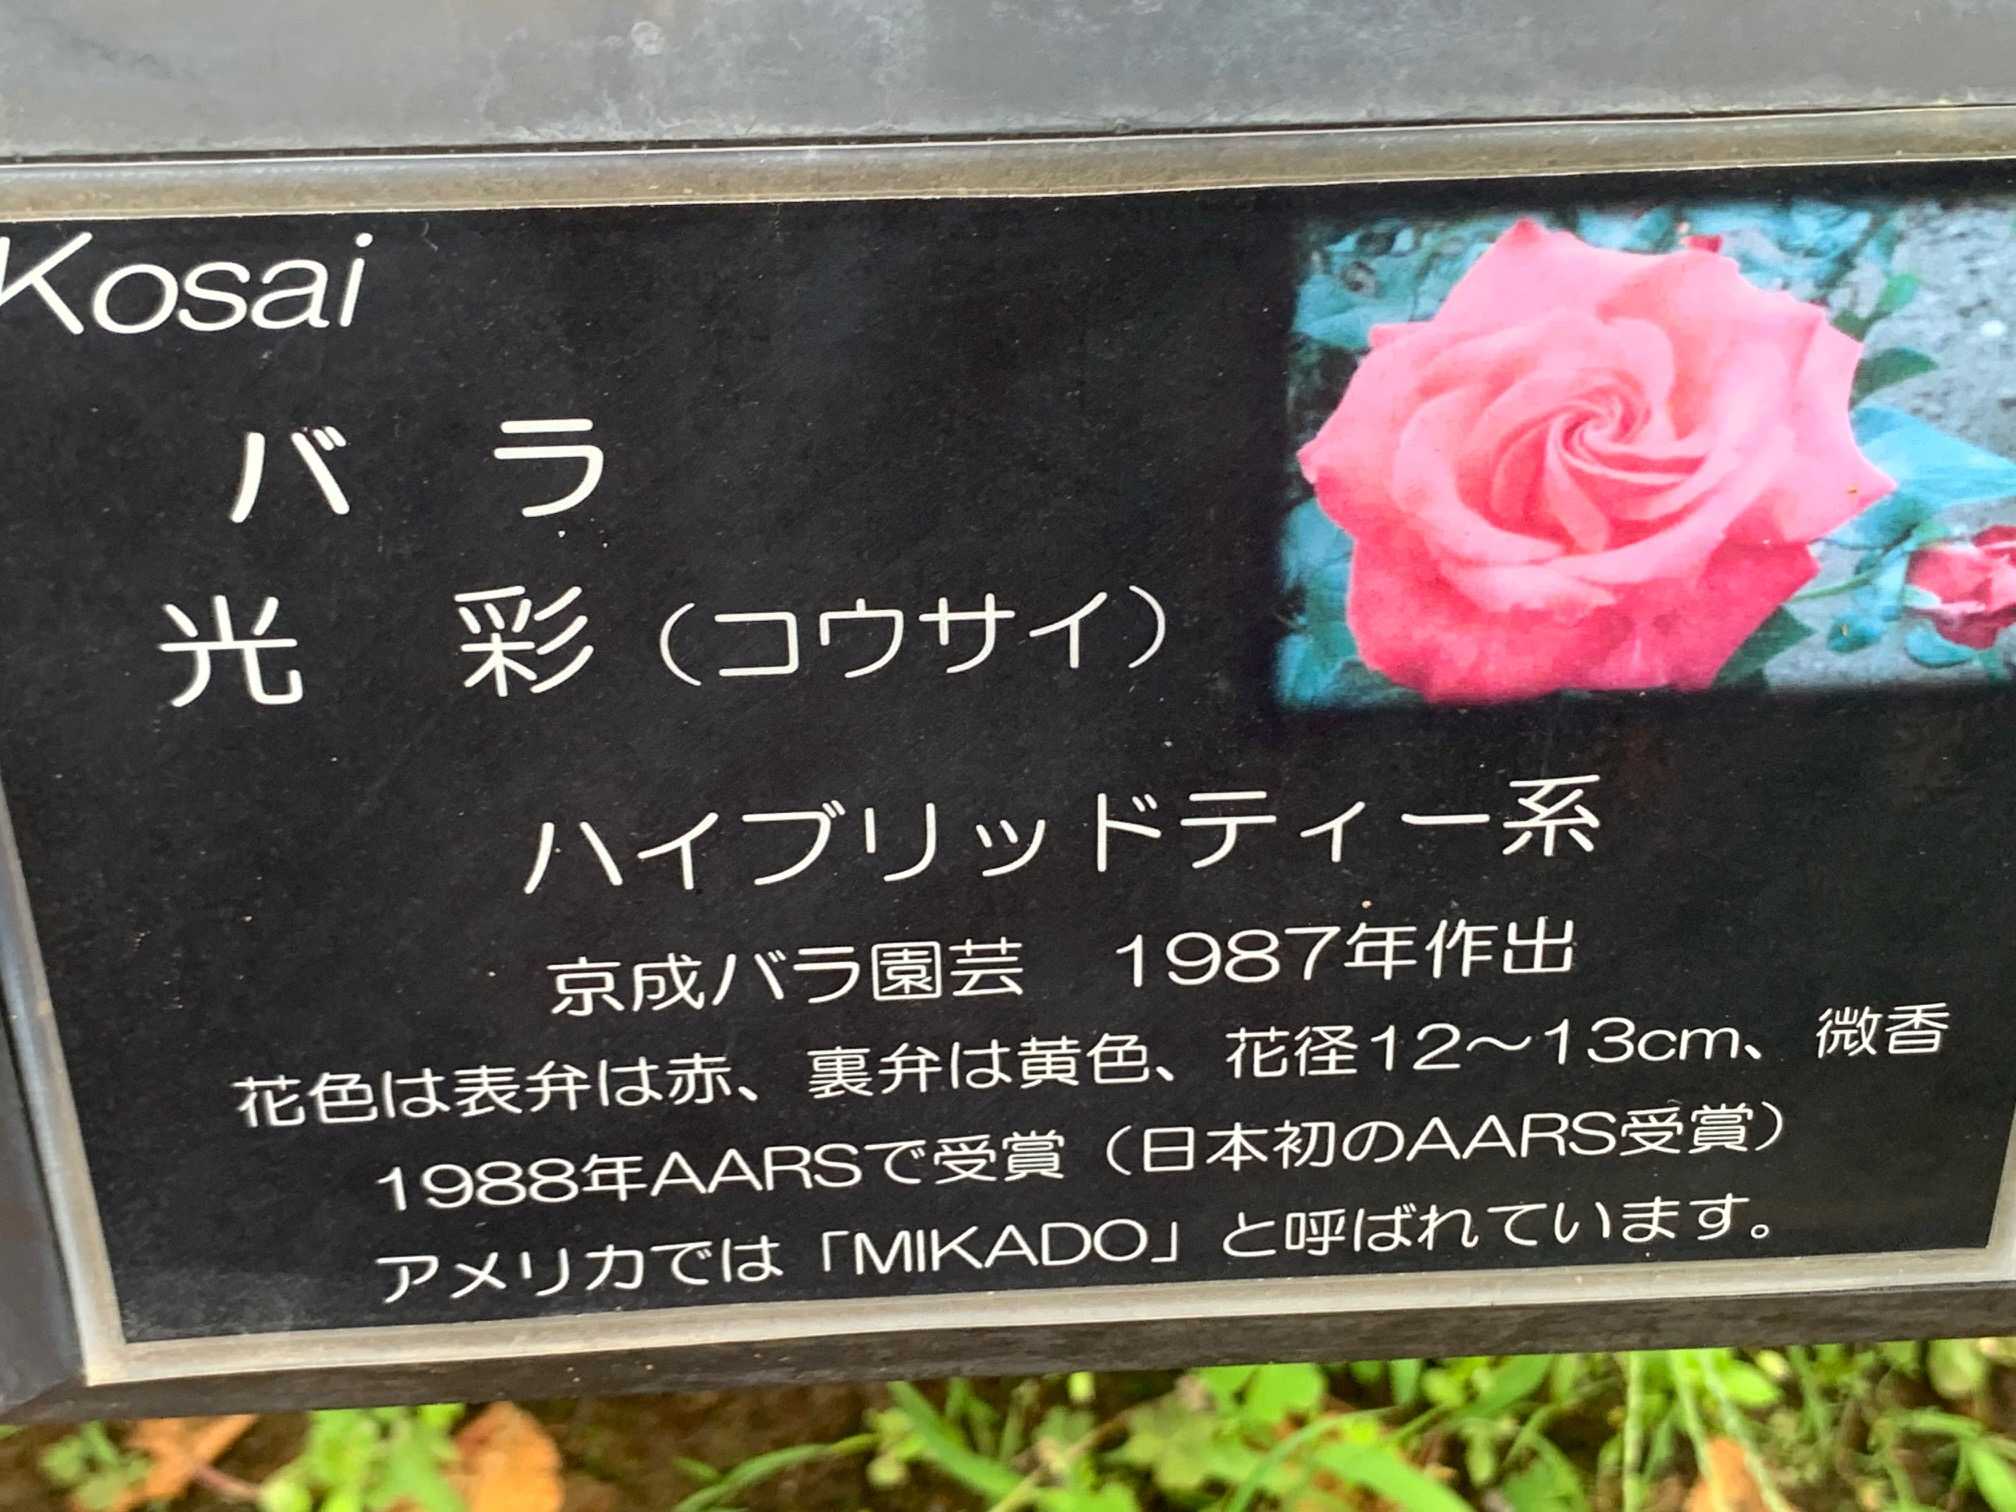 Kosai
バラ
光彩（コウサイ）
ハイブリッドティー系
京成バラ園芸　1987年作出
花色は表弁は赤、裏弁は黄色、花径12〜13cm、微香
1988年AARSで受賞（日本初のAARS受賞）
アメリカでは「MIKADO」と呼ばれています。